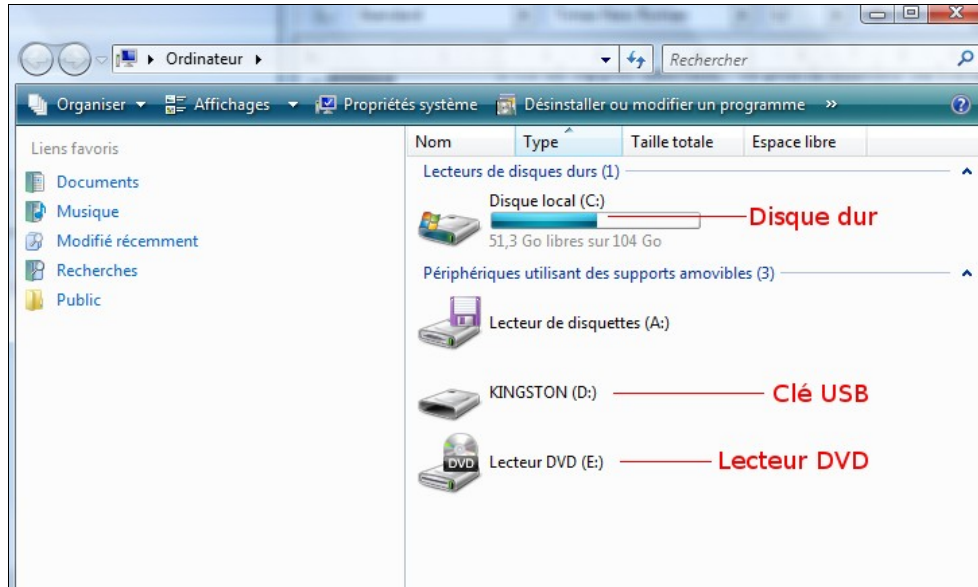 Ordinateur
Rechercher
Organiser Affichages Propriétés système Désinstaller ou modifier un programme »
Liens favoris
Documents
Musique
Modifié récemment
Recherches
Public
Nom Type Taille totale Espace libre
Lecteurs de disques durs (1)
Disque local (C:)
51,3 Go libres sur 104 Go
Disque dur
Périphériques utilisant des supports amovibles (3)
Lecteur de disquettes (A:)
KINGSTON (D:) Clé USB
DVD Lecteur DVD (E:) Lecteur DVD